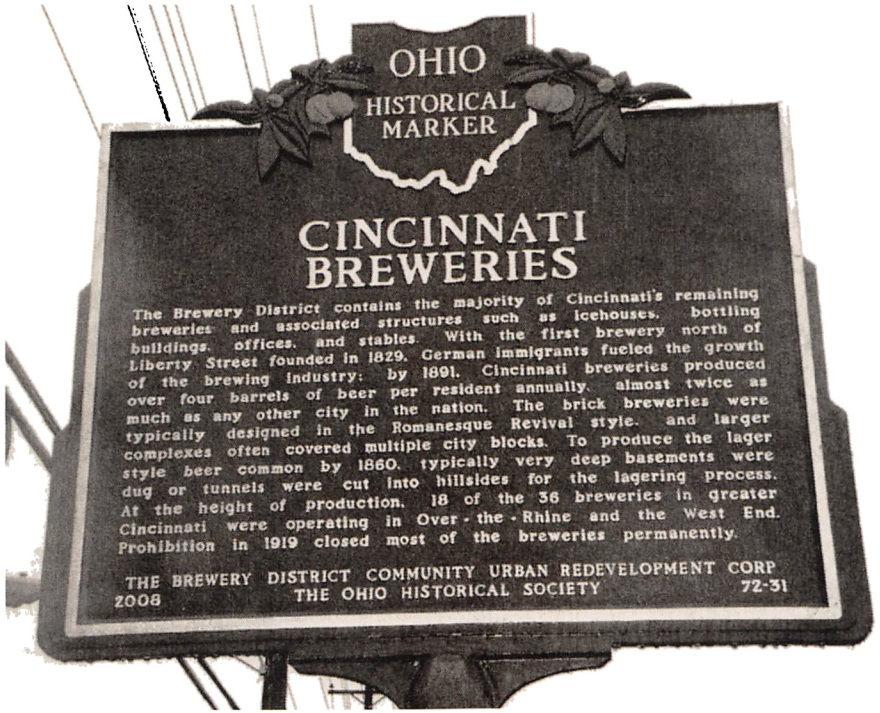 OHIO
HISTORICAL
MARKER
CINCINNATI
BREWERIES
The Brewery District contains the majority of Cincinnati's remaining
breweries and associated structures such as icehouses, bottling
buildings, offices, and stables. With the first brewery north of
Liberty Street founded in 1829, German immigrants fueled the growth
of the brewing industry; by 1891, Cincinnati breweries produced
over four barrels of beer per resident annually, almost twice as
much as any other city in the nation. The brick breweries were
typically designed in the Romanesque Revival style, and larger
complexes often covered multiple city blocks. To produce the lager
style beer common by 1860, typically very deep basements were
dug or tunnels were cut into hillsides for the lagering process.
At the height of production, 18 of the 36 breweries in greater
Cincinnati were operating in Over-the-Rhine and the West End.
Prohibition in 1919 closed most of the breweries permanently.
THE BREWERY DISTRICT COMMUNITY URBAN REDEVELOPMENT CORP
2008 THE OHIO HISTORICAL SOCIETY 72-31